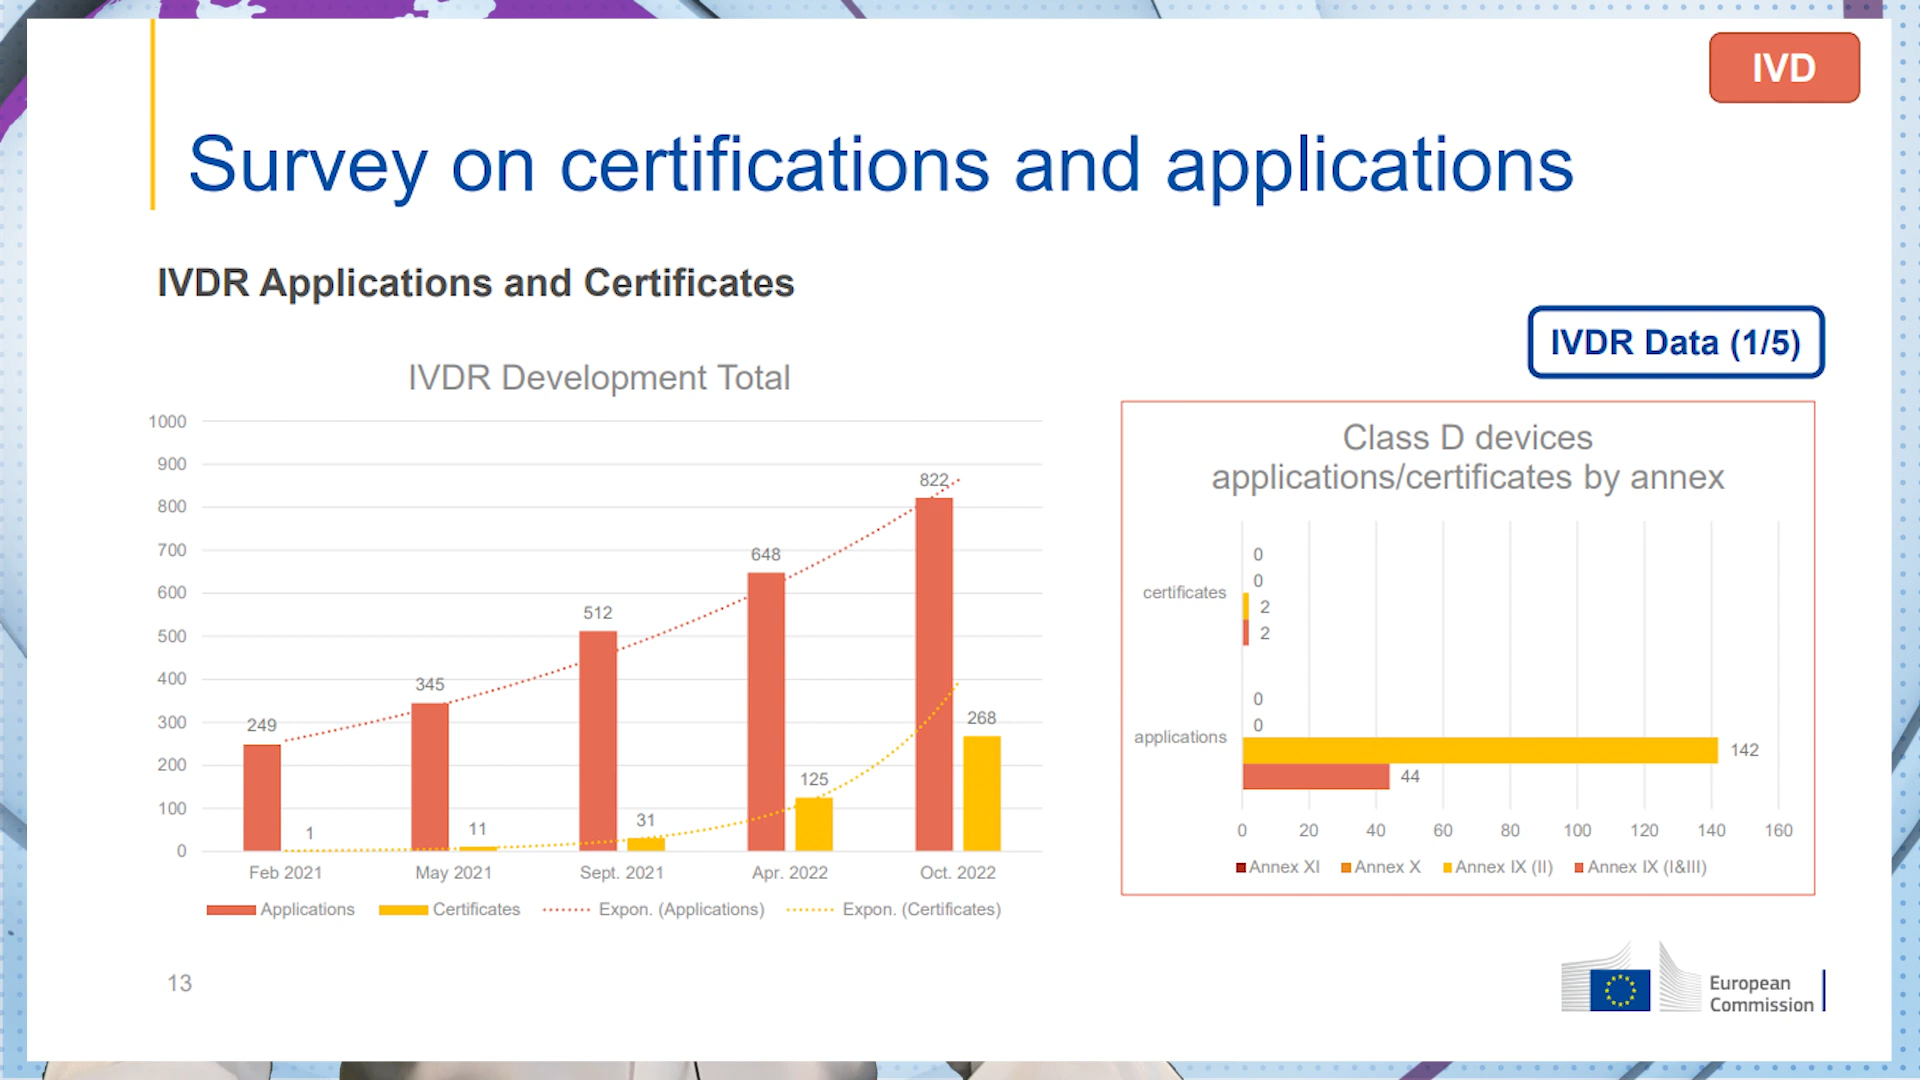 IVD
Survey on certifications and applications
IVDR Applications and Certificates
IVDR Data (1/5)
IVDR Development Total
1000
900
800
700
600
500
400
300
200
100
0
249
1
345
11
512
31
648
125
822
268
Feb 2021
May 2021
Sept. 2021
Apr. 2022
Oct. 2022
Applications
Certificates
Expon. (Applications)
Expon. (Certificates)
Class D devices
applications/certificates by annex
certificates
0
0
2
2
applications
0
0
142
44
0 20 40 60 80 100 120 140 160
Annex XI
Annex X
Annex IX (II)
Annex IX (I&III)
13
European
Commission